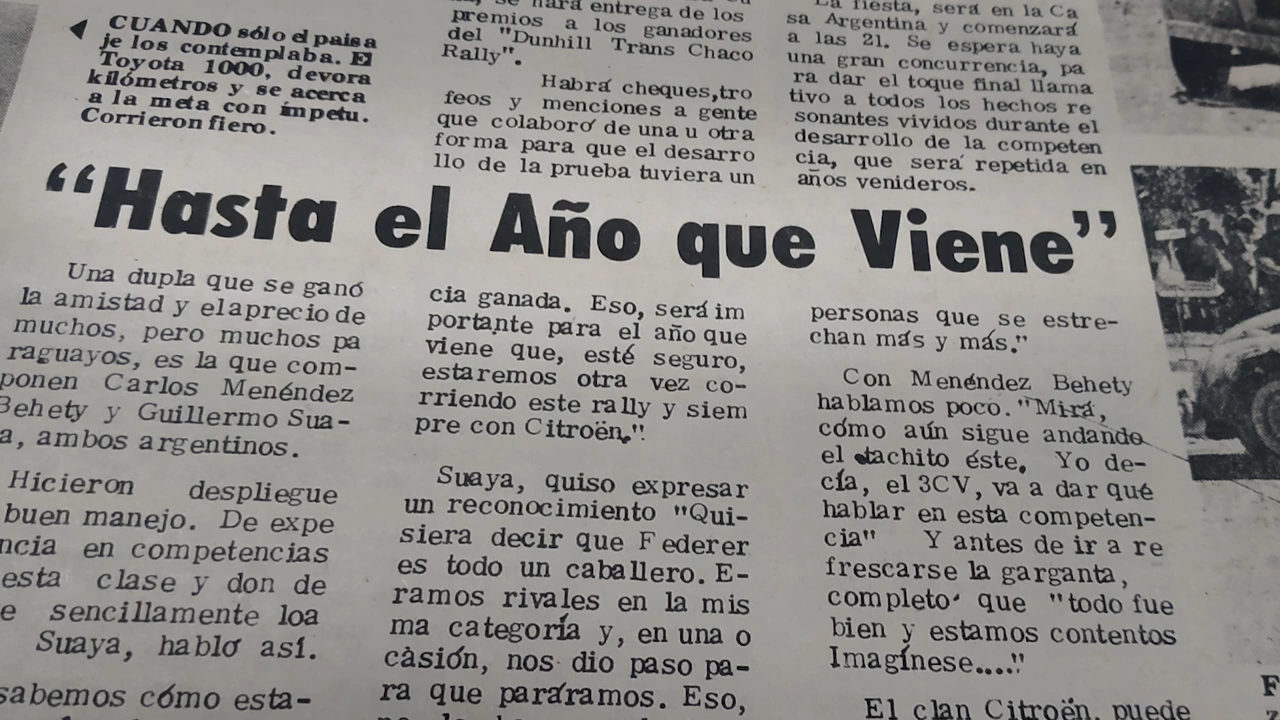 CUANDO sólo el paisa
je los contemplaba. El
Toyota 1000, devora
kilómetros y se acerca
a la meta con ímpetu.
Corrieron fiero.
hará entrega de los
premios a los ganadores
del "Dunhill Trans Chaco
Rally".
Habrá cheques,tro
feos y menciones a gente
que colaboró de una u otra
forma para que el desarro
llo de la prueba tuviera un
La fiesta, será en la Ca
sa Argentina y comenzará
a las 21. Se espera haya
una gran concurrencia, pa
ra dar el toque final llama
tivo a todos los hechos re
sonantes vividos durante el
desarrollo de la competen
cia, que será repetida en
años venideros.
“Hasta el Año que Viene”
Una dupla que se ganó
la amistad y elaprecio de
muchos, pero muchos pa
raguayos, es la que com-
ponen Carlos Menéndez
Behety y Guillermo Sua-
a, ambos argentinos.
Hicieron despliegue
buen manejo. De expe
ncia en competencias
esta clase y don de
e sencillamente loa
Suaya, habló así.
sabemos cómo esta-
cia ganada. Eso, será im
portante para el año que
viene que, esté seguro,
estaremos otra vez co-
rriendo este rally y siem
pre con Citroën."
Suaya, quiso expresar
un reconocimiento "Qui-
siera decir que Federer
es todo un caballero. E-
ramos rivales en la mis
ma categoría y, en una o
càsión, nos dio paso pa-
ra que paráramos. Eso,
personas que se estre-
chan más y más."
Con Menéndez Behety
hablamos poco. "Mirá,
cómo aún sigue andando
el tachito éste. Yo de-
cía, el 3CV, va a dar qué
hablar en esta competen-
cia" Y antes de ir a re
frescarse la garganta,
completó que "todo fue
bien y estamos contentos
Imagínese...."
El clan Citroën, puede